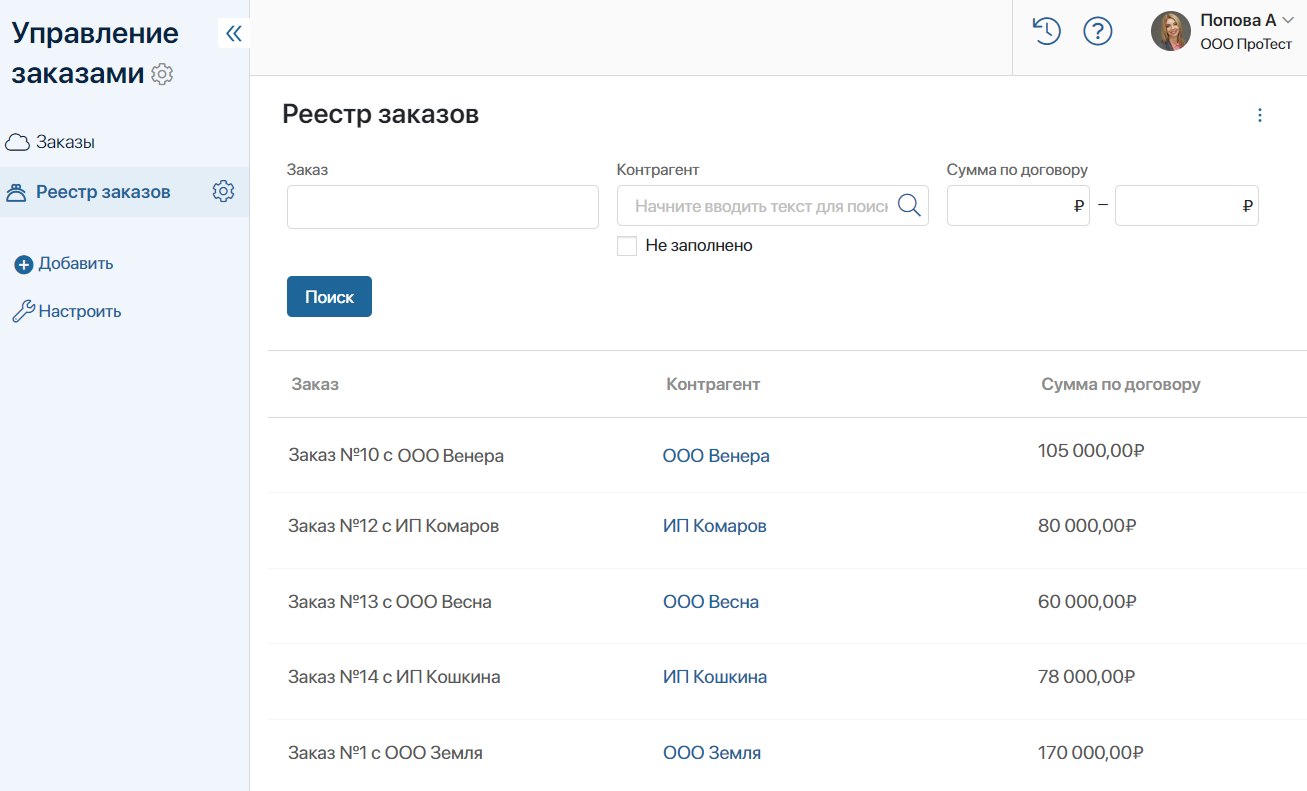 Управление
заказами
Заказы
Реестр заказов
Добавить
Настроить
Попова А
ООО ПроТест
Реестр заказов
Заказ
Контрагент
Сумма по договору
Начните вводить текст для поиск
₽ – ₽
Не заполнено
Поиск
Заказ Контрагент Сумма по договору
Заказ №10 с ООО Венера ООО Венера 105 000,00₽
Заказ №12 с ИП Комаров ИП Комаров 80 000,00₽
Заказ №13 с ООО Весна ООО Весна 60 000,00₽
Заказ №14 с ИП Кошкина ИП Кошкина 78 000,00₽
Заказ №1 с ООО Земля ООО Земля 170 000,00₽